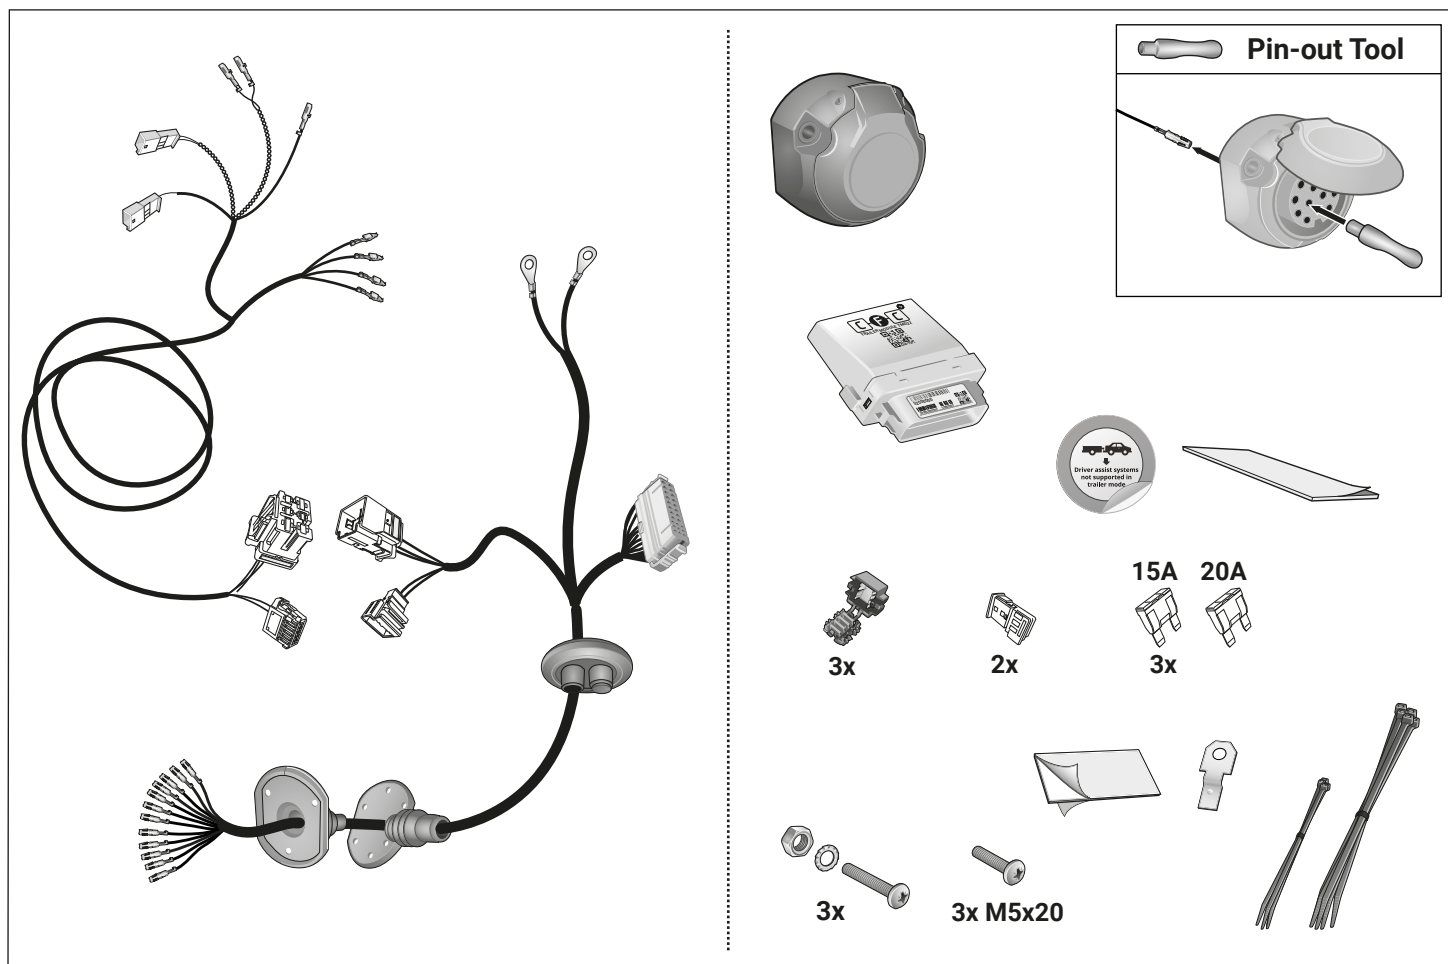 Pin-out Tool
C F C
Driver assist systems
not supported in
trailer mode
15A 20A
3x
2x
3x
3x
3x M5x20